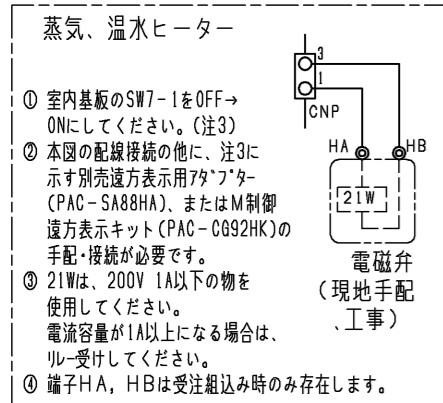 蒸気、温水ヒーター
① 室内基板のSW7-1をOFF→
ONにしてください。(注3)
② 本図の配線接続の他に、注3に
示す別売遠方表示用アダプター
(PAC-SA88HA)、またはM制御
遠方表示キット(PAC-CG92HK)の
手配・接続が必要です。
③ 21Wは、200V 1A以下の物を
使用してください。
電流容量が1A以上になる場合は、
リレー受けしてください。
④ 端子HA, HBは受注組込み時のみ存在します。
3
1
CNP
HA
HB
21W
電磁弁
(現地手配
、工事)